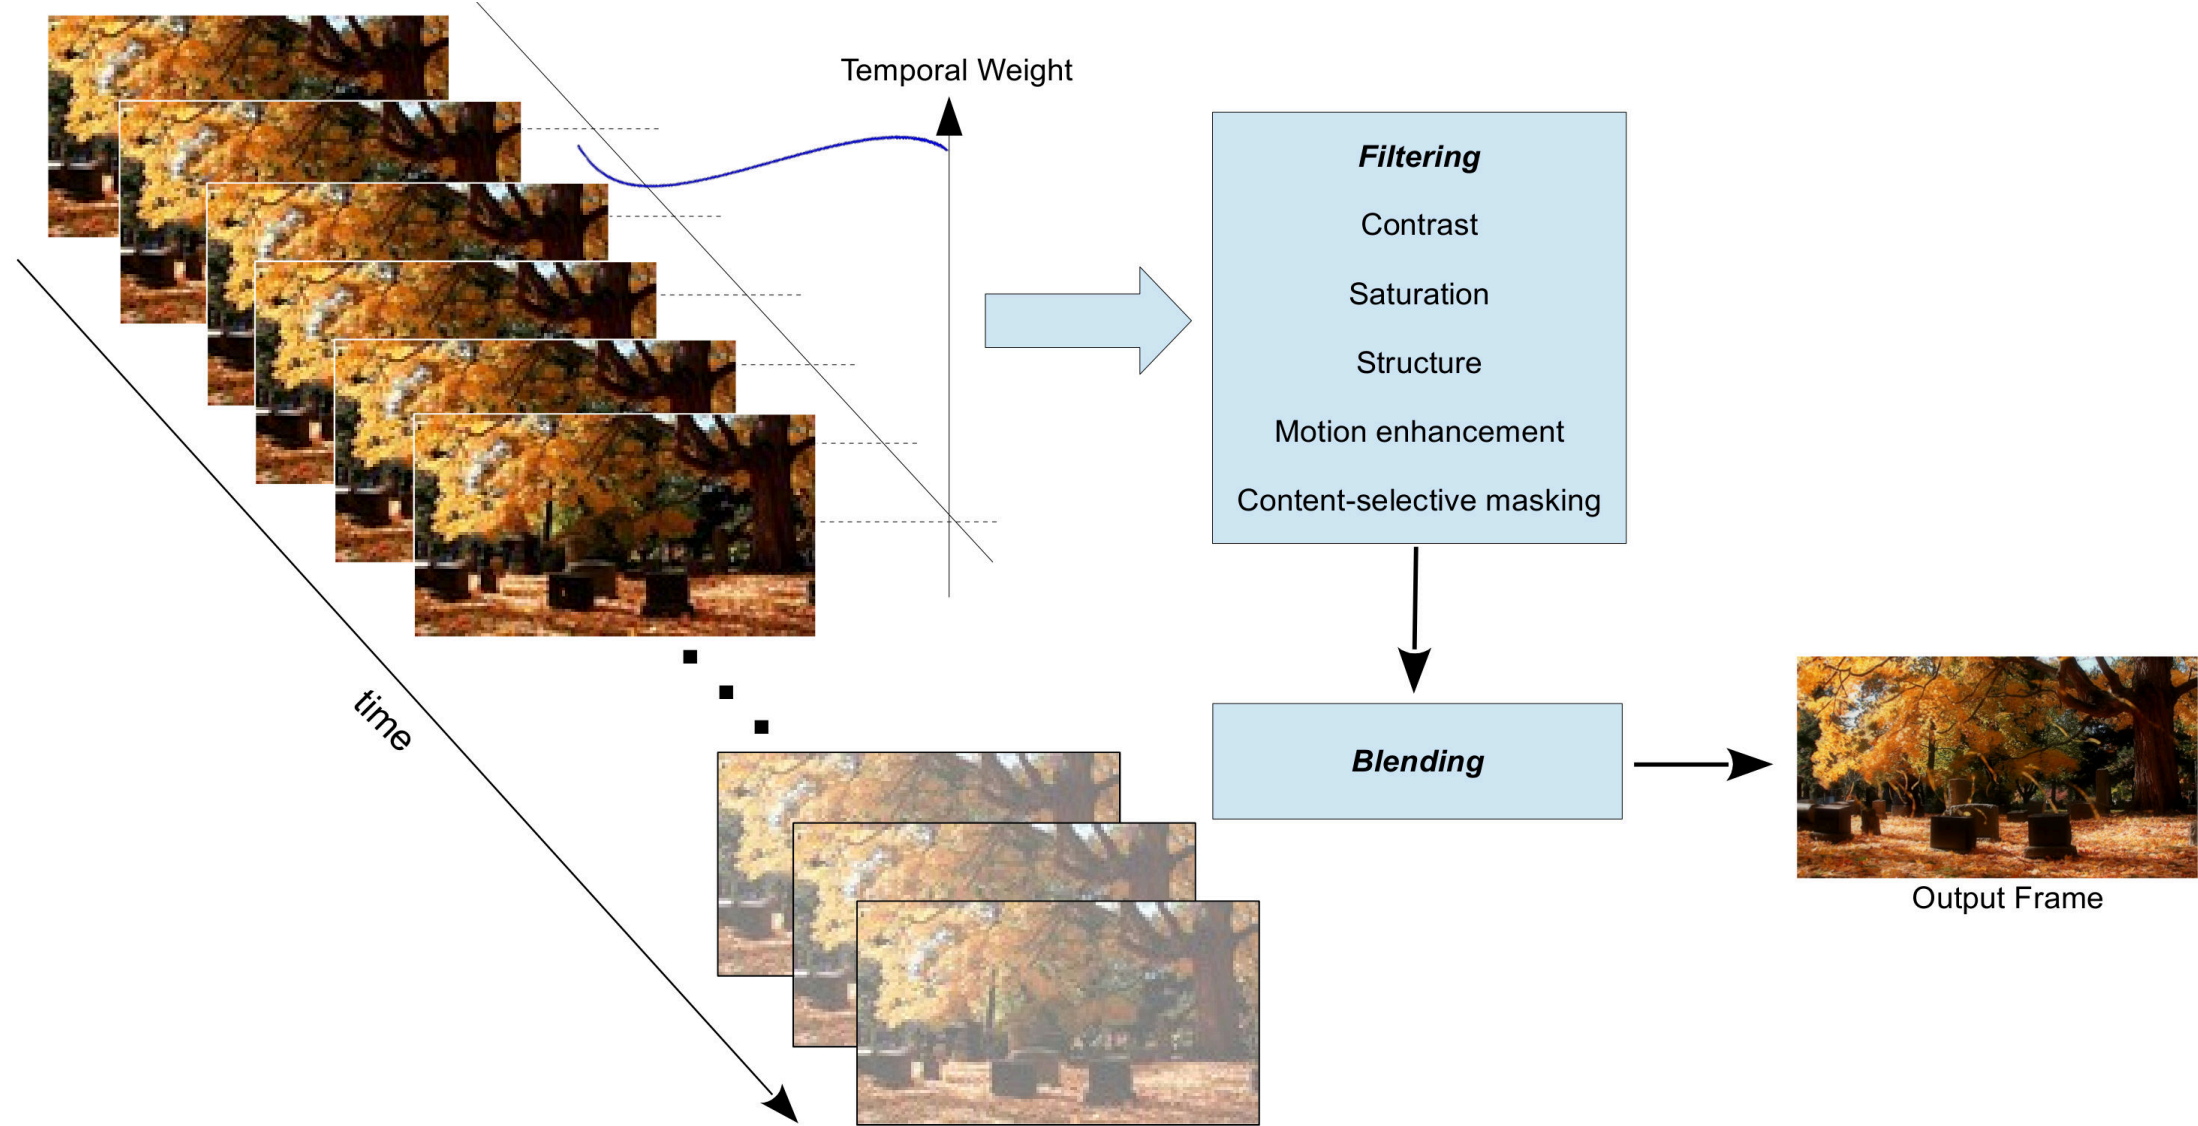 Temporal Weight
Filtering
Contrast
Saturation
Structure
Motion enhancement
Content-selective masking
time
Blending
Output Frame